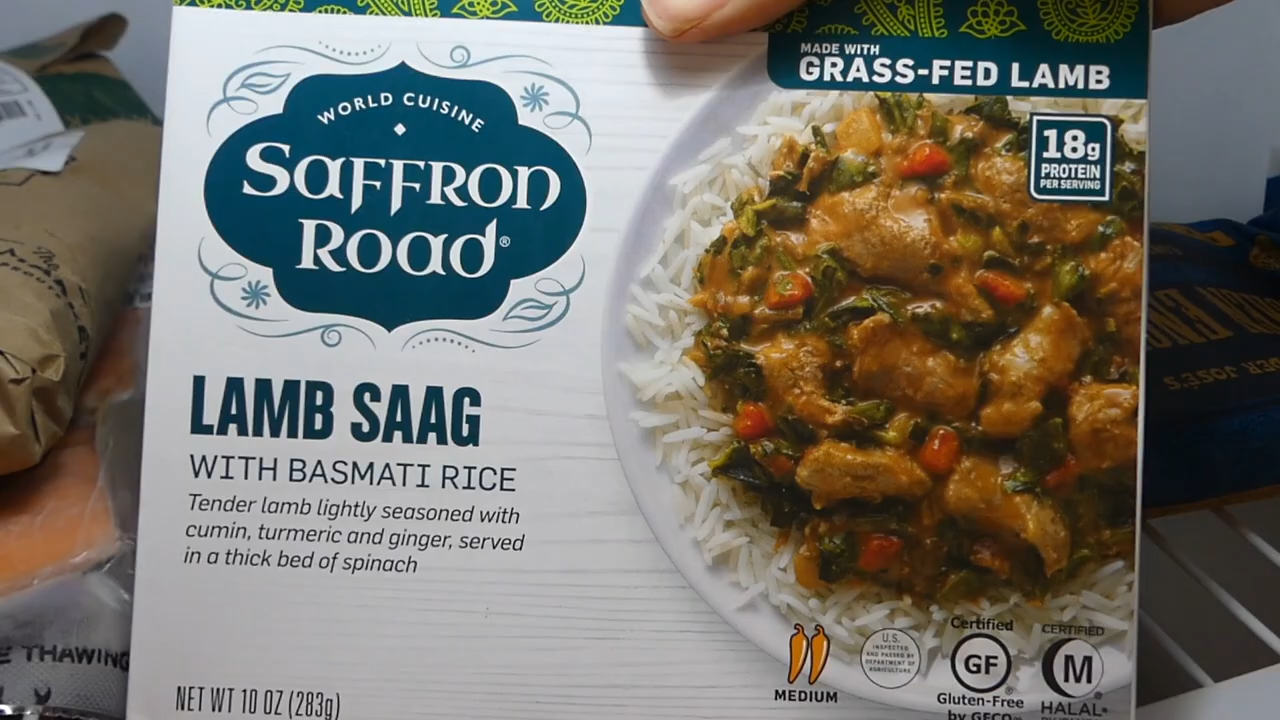 MADE WITH
GRASS-FED LAMB
WORLD CUISINE
SAFFRON
ROAD®
18g
PROTEIN
PER SERVING
LAMB SAAG
WITH BASMATI RICE
Tender lamb lightly seasoned with
cumin, turmeric and ginger, served
in a thick bed of spinach
NET WT 10 OZ (283g)
MEDIUM
U.S.
INSPECTED
AND PASSED BY
DEPARTMENT OF
AGRICULTURE
Certified
GF
Gluten-Free
by GFCO
CERTIFIED
M
HALAL
THAWING